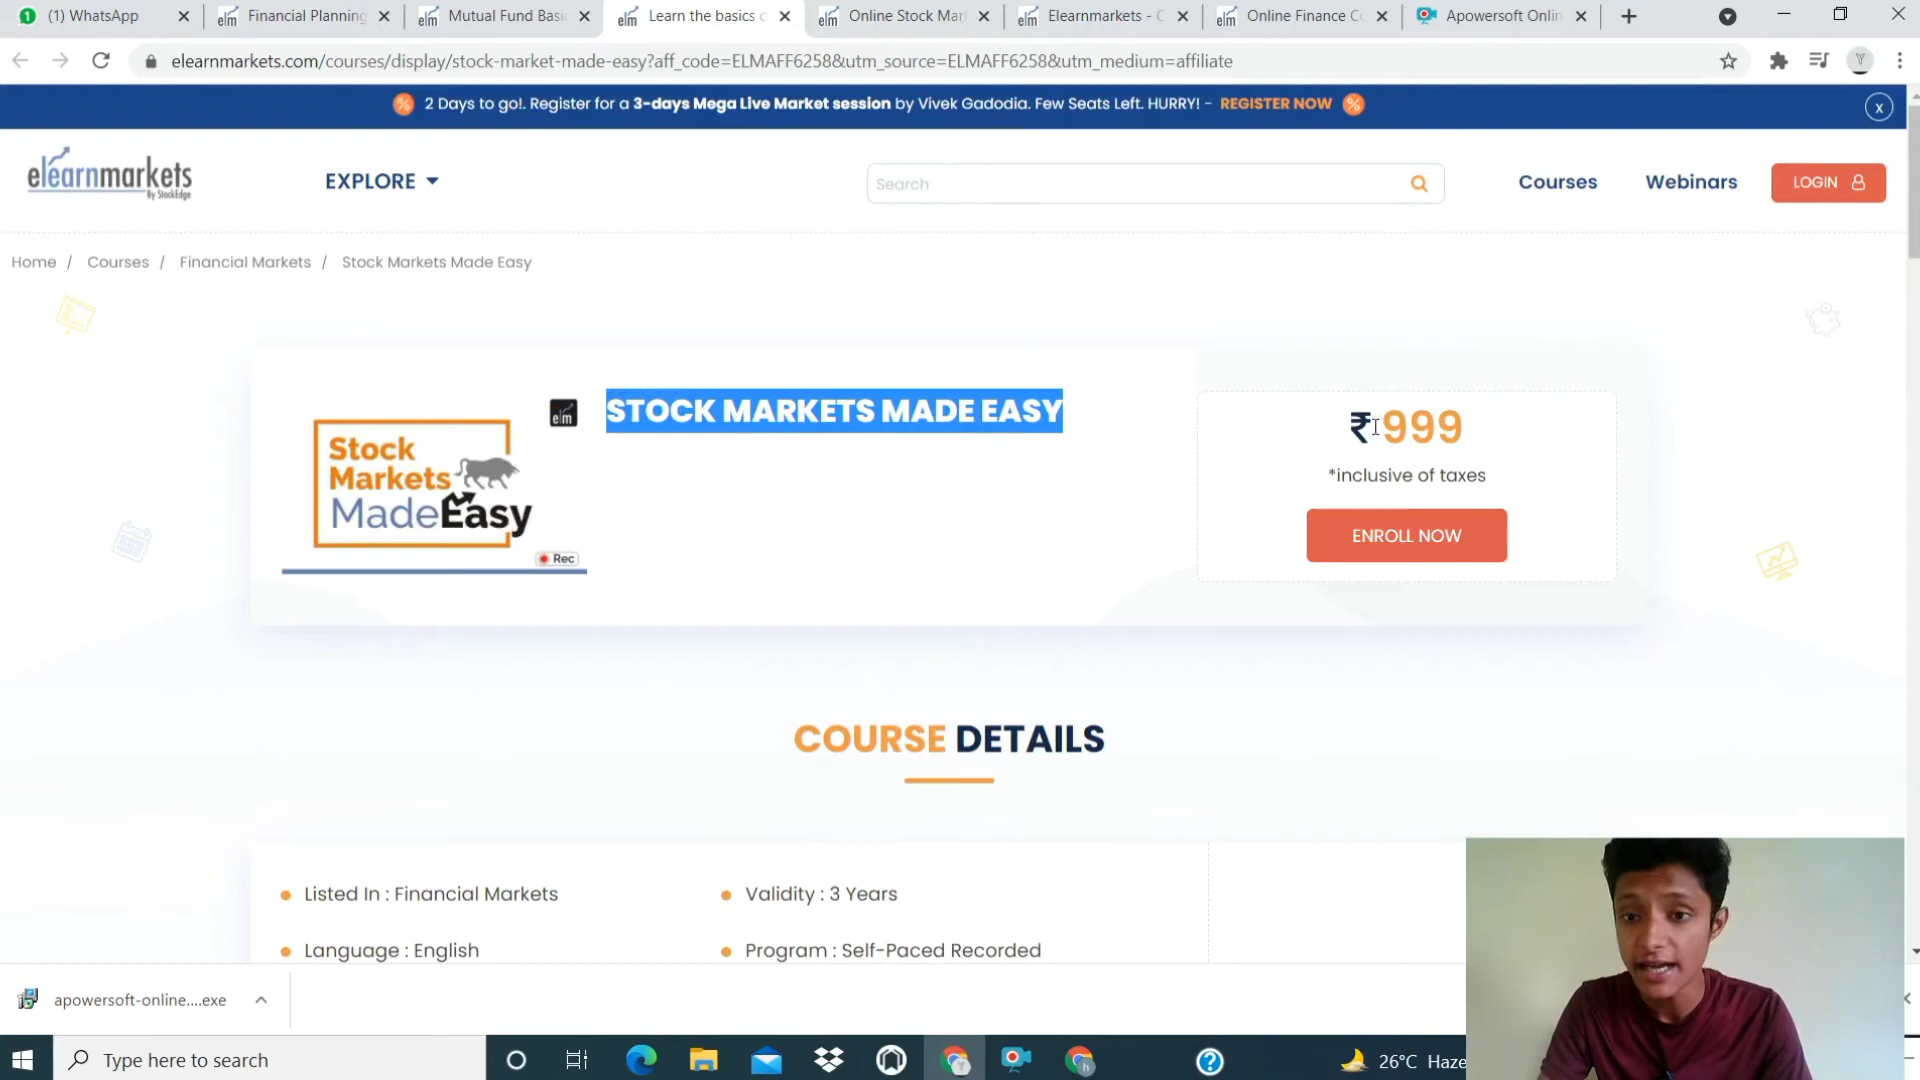 (1) WhatsApp
Financial Planning
Mutual Fund Basi
Learn the basics o
Online Stock Mar
Elearnmarkets - C
Online Finance Co
Apowersoft Onlin
elearnmarkets.com/courses/display/stock-market-made-easy?aff_code=ELMAFF6258&utm_source=ELMAFF6258&utm_medium=affiliate
Y
2 Days to go!. Register for a 3-days Mega Live Market session by Vivek Gadodia. Few Seats Left. HURRY! - REGISTER NOW
x
elearnmarkets
By StockEdge
EXPLORE
Search
Courses
Webinars
LOGIN
Home / Courses / Financial Markets / Stock Markets Made Easy
Stock
Markets
MadeEasy
Rec
elm
STOCK MARKETS MADE EASY
₹999
*inclusive of taxes
ENROLL NOW
COURSE DETAILS
Listed In : Financial Markets
Validity : 3 Years
Language : English
Program : Self-Paced Recorded
apowersoft-online....exe
Type here to search
26°C Haze